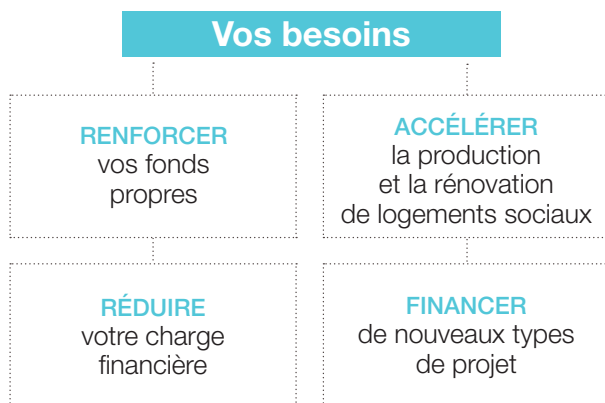 Vos besoins
RENFORCER
vos fonds
propres
ACCÉLÉRER
la production
et la rénovation
de logements sociaux
RÉDUIRE
votre charge
financière
FINANCER
de nouveaux types
de projet